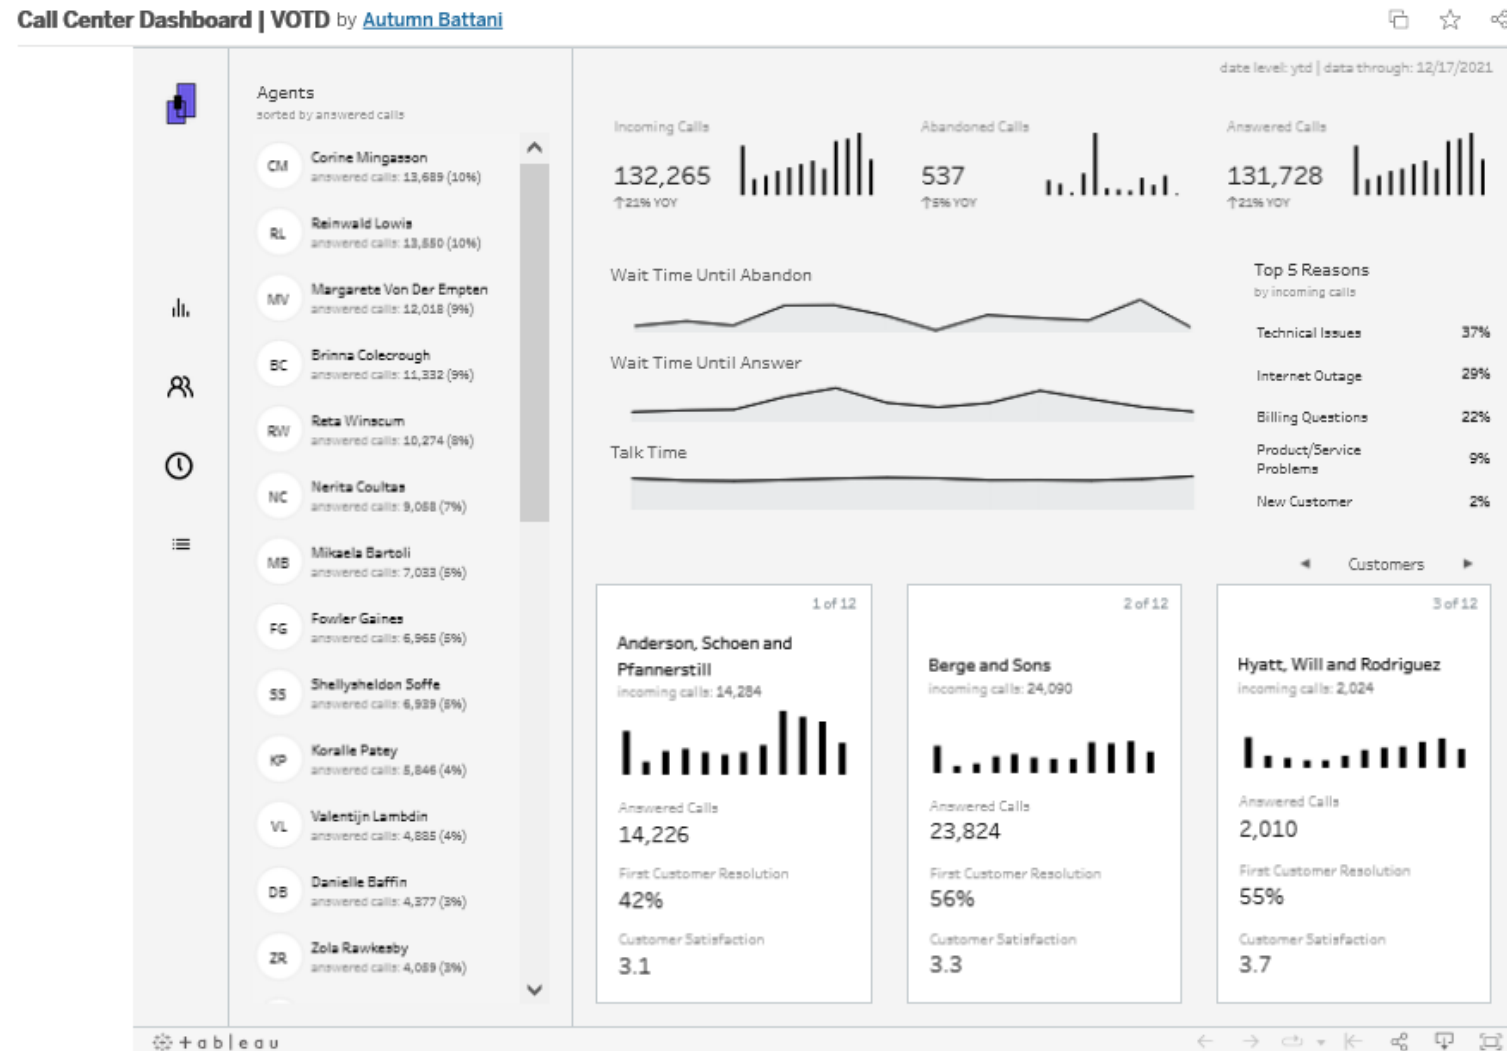 Call Center Dashboard | VOTD by Autumn Battani
date level: ytd | data through: 12/17/2021
Agents
sorted by answered calls
CM
Corine Mingasson
answered calls: 13,689 (10%)
RL
Reinwald Lowis
answered calls: 13,550 (10%)
MV
Margarete Von Der Empten
answered calls: 12,018 (9%)
BC
Brinna Colecrough
answered calls: 11,332 (9%)
RW
Reta Winscum
answered calls: 10,274 (8%)
NC
Nerita Coultas
answered calls: 9,058 (7%)
MB
Mikaela Bartoli
answered calls: 7,033 (5%)
FG
Fowler Gaines
answered calls: 6,965 (5%)
SS
Shellysheldon Soffe
answered calls: 6,939 (5%)
KP
Koralle Patey
answered calls: 5,846 (4%)
VL
Valentijn Lambdin
answered calls: 4,885 (4%)
DB
Danielle Baffin
answered calls: 4,377 (3%)
ZR
Zola Rawkesby
answered calls: 4,089 (3%)
Incoming Calls
132,265
↑21% YOY
Abandoned Calls
537
↑5% YOY
Answered Calls
131,728
↑21% YOY
Wait Time Until Abandon
Wait Time Until Answer
Talk Time
Top 5 Reasons
by incoming calls
Technical Issues 37%
Internet Outage 29%
Billing Questions 22%
Product/Service
Problems 9%
New Customer 2%
◀ Customers ▶
1 of 12
Anderson, Schoen and
Pfannerstill
incoming calls: 14,284
Answered Calls
14,226
First Customer Resolution
42%
Customer Satisfaction
3.1
2 of 12
Berge and Sons
incoming calls: 24,090
Answered Calls
23,824
First Customer Resolution
56%
Customer Satisfaction
3.3
3 of 12
Hyatt, Will and Rodriguez
incoming calls: 2,024
Answered Calls
2,010
First Customer Resolution
55%
Customer Satisfaction
3.7
+ableau